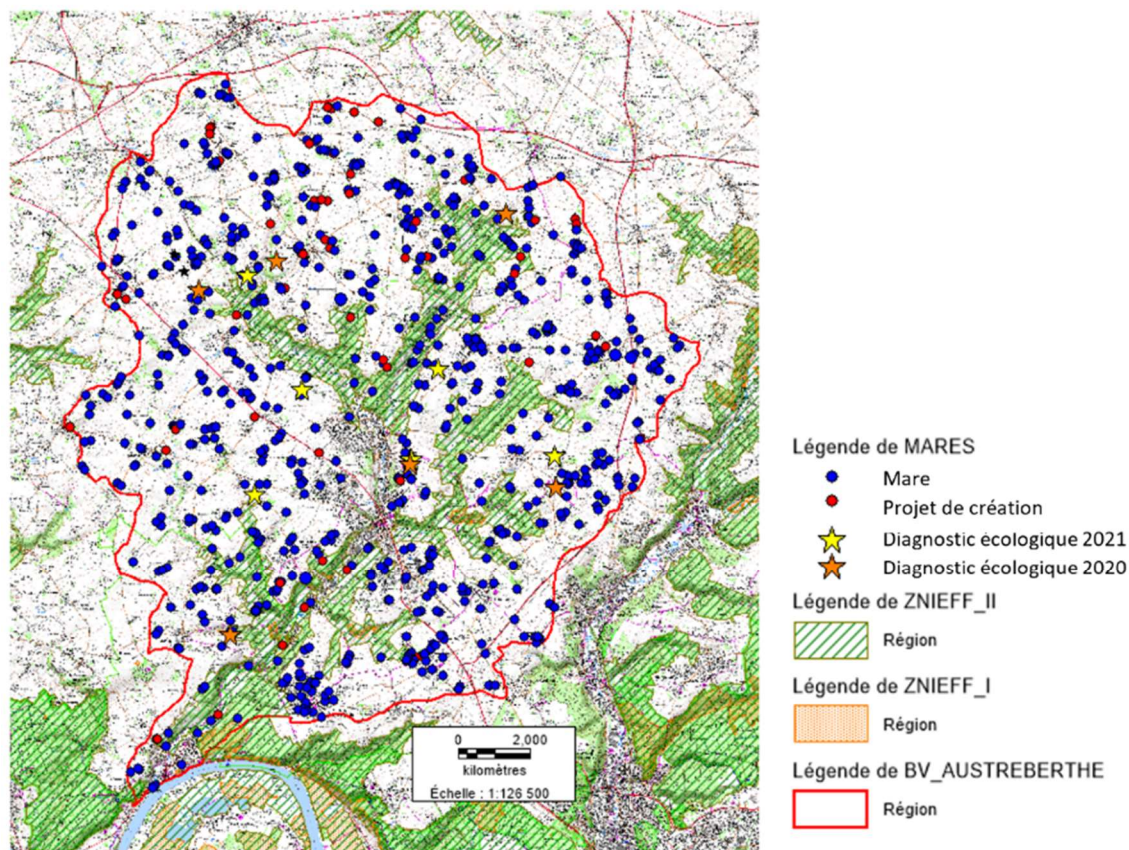 Légende de MARES
Mare
Projet de création
Diagnostic écologique 2021
Diagnostic écologique 2020
Légende de ZNIEFF_II
Région
Légende de ZNIEFF_I
Région
Légende de BV_AUSTREBERTHE
Région
0 2,000
kilomètres
Échelle : 1:126 500